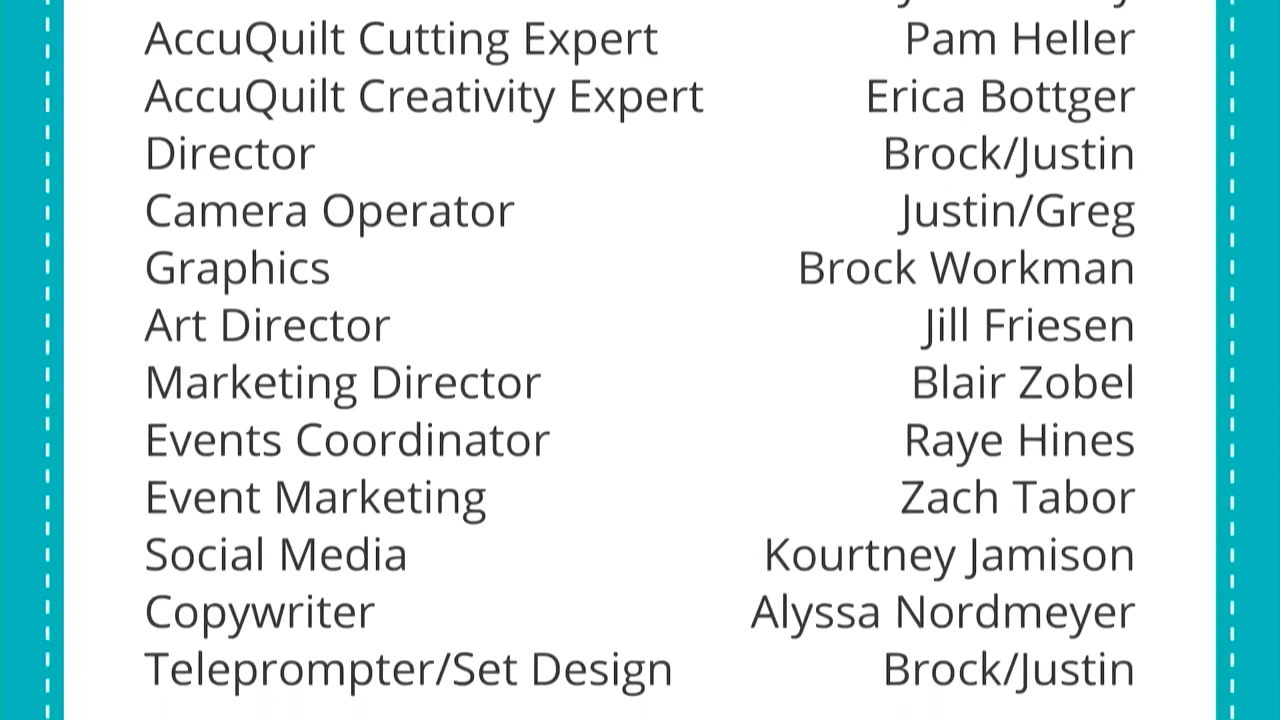 AccuQuilt Cutting Expert Pam Heller
AccuQuilt Creativity Expert Erica Bottger
Director Brock/Justin
Camera Operator Justin/Greg
Graphics Brock Workman
Art Director Jill Friesen
Marketing Director Blair Zobel
Events Coordinator Raye Hines
Event Marketing Zach Tabor
Social Media Kourtney Jamison
Copywriter Alyssa Nordmeyer
Teleprompter/Set Design Brock/Justin